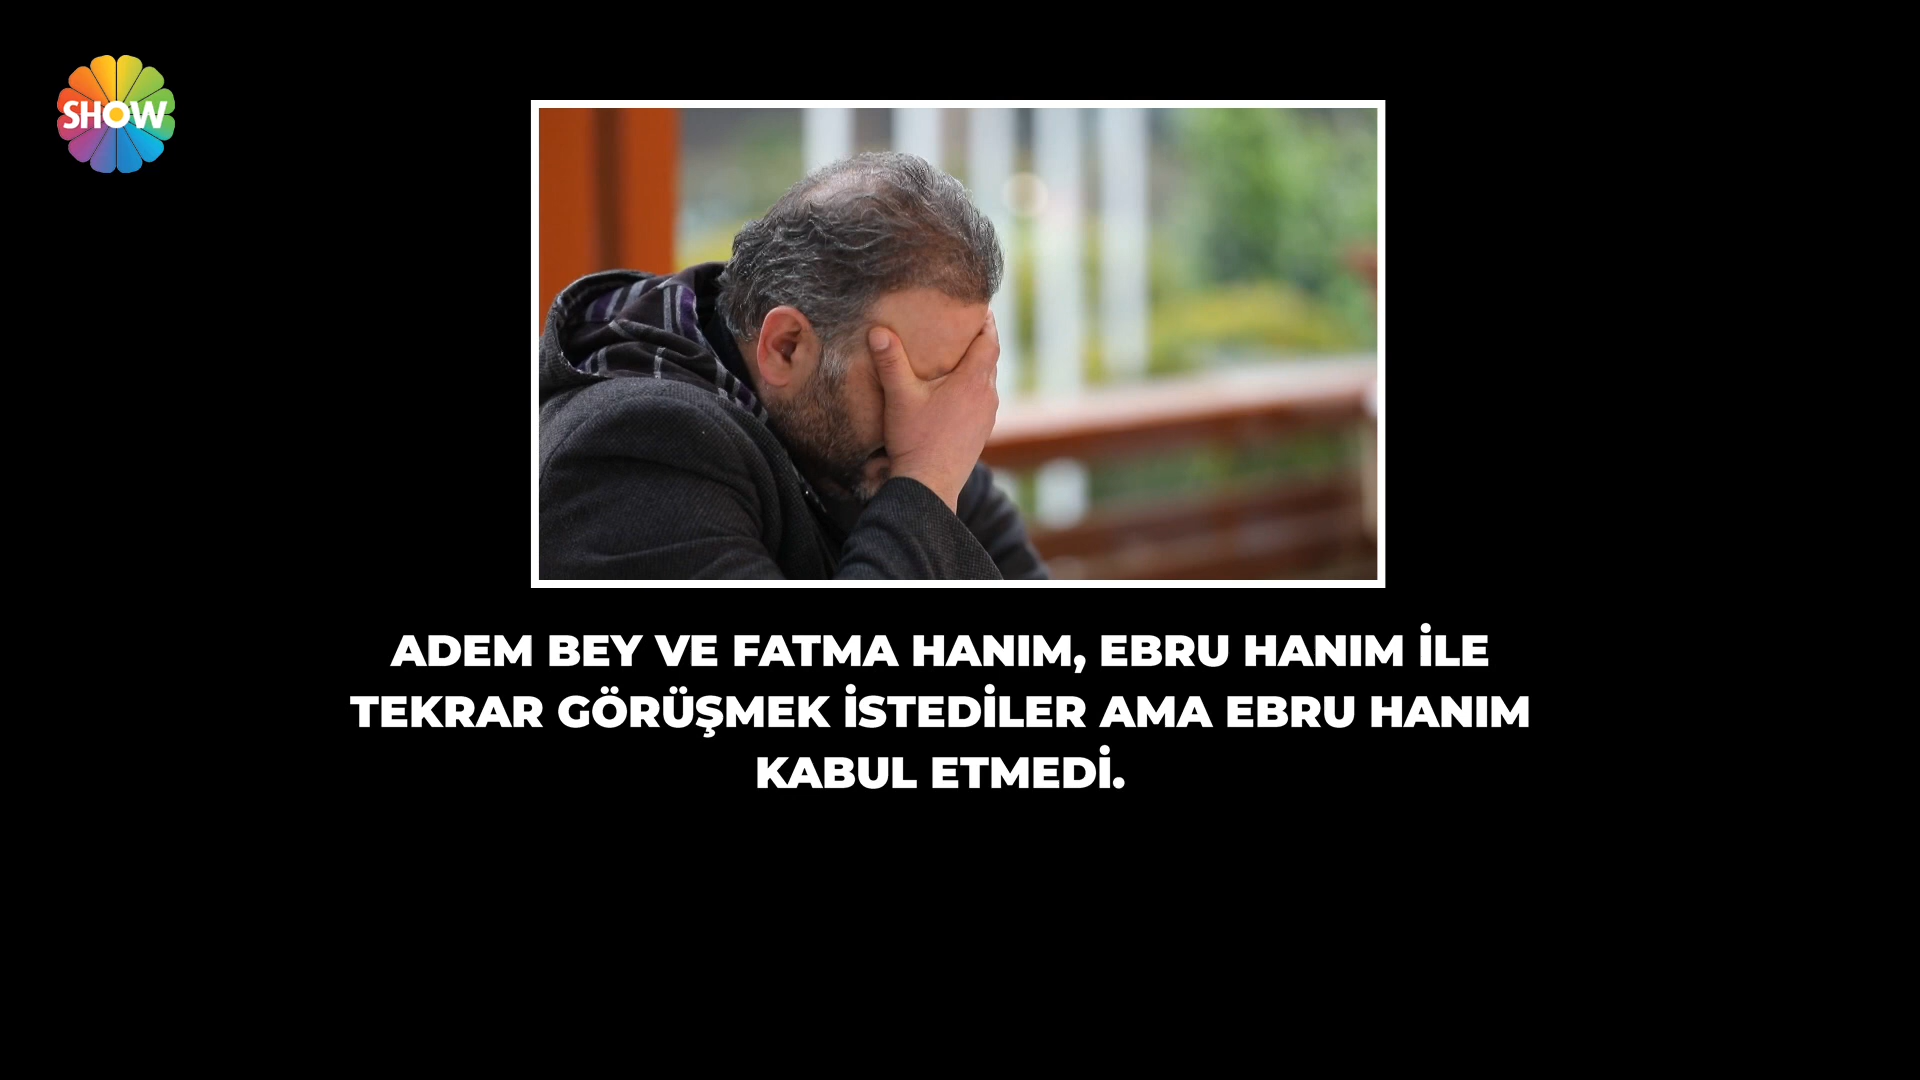 SHOW
ADEM BEY VE FATMA HANIM, EBRU HANIM İLE
TEKRAR GÖRÜŞMEK İSTEDİLER AMA EBRU HANIM
KABUL ETMEDİ.